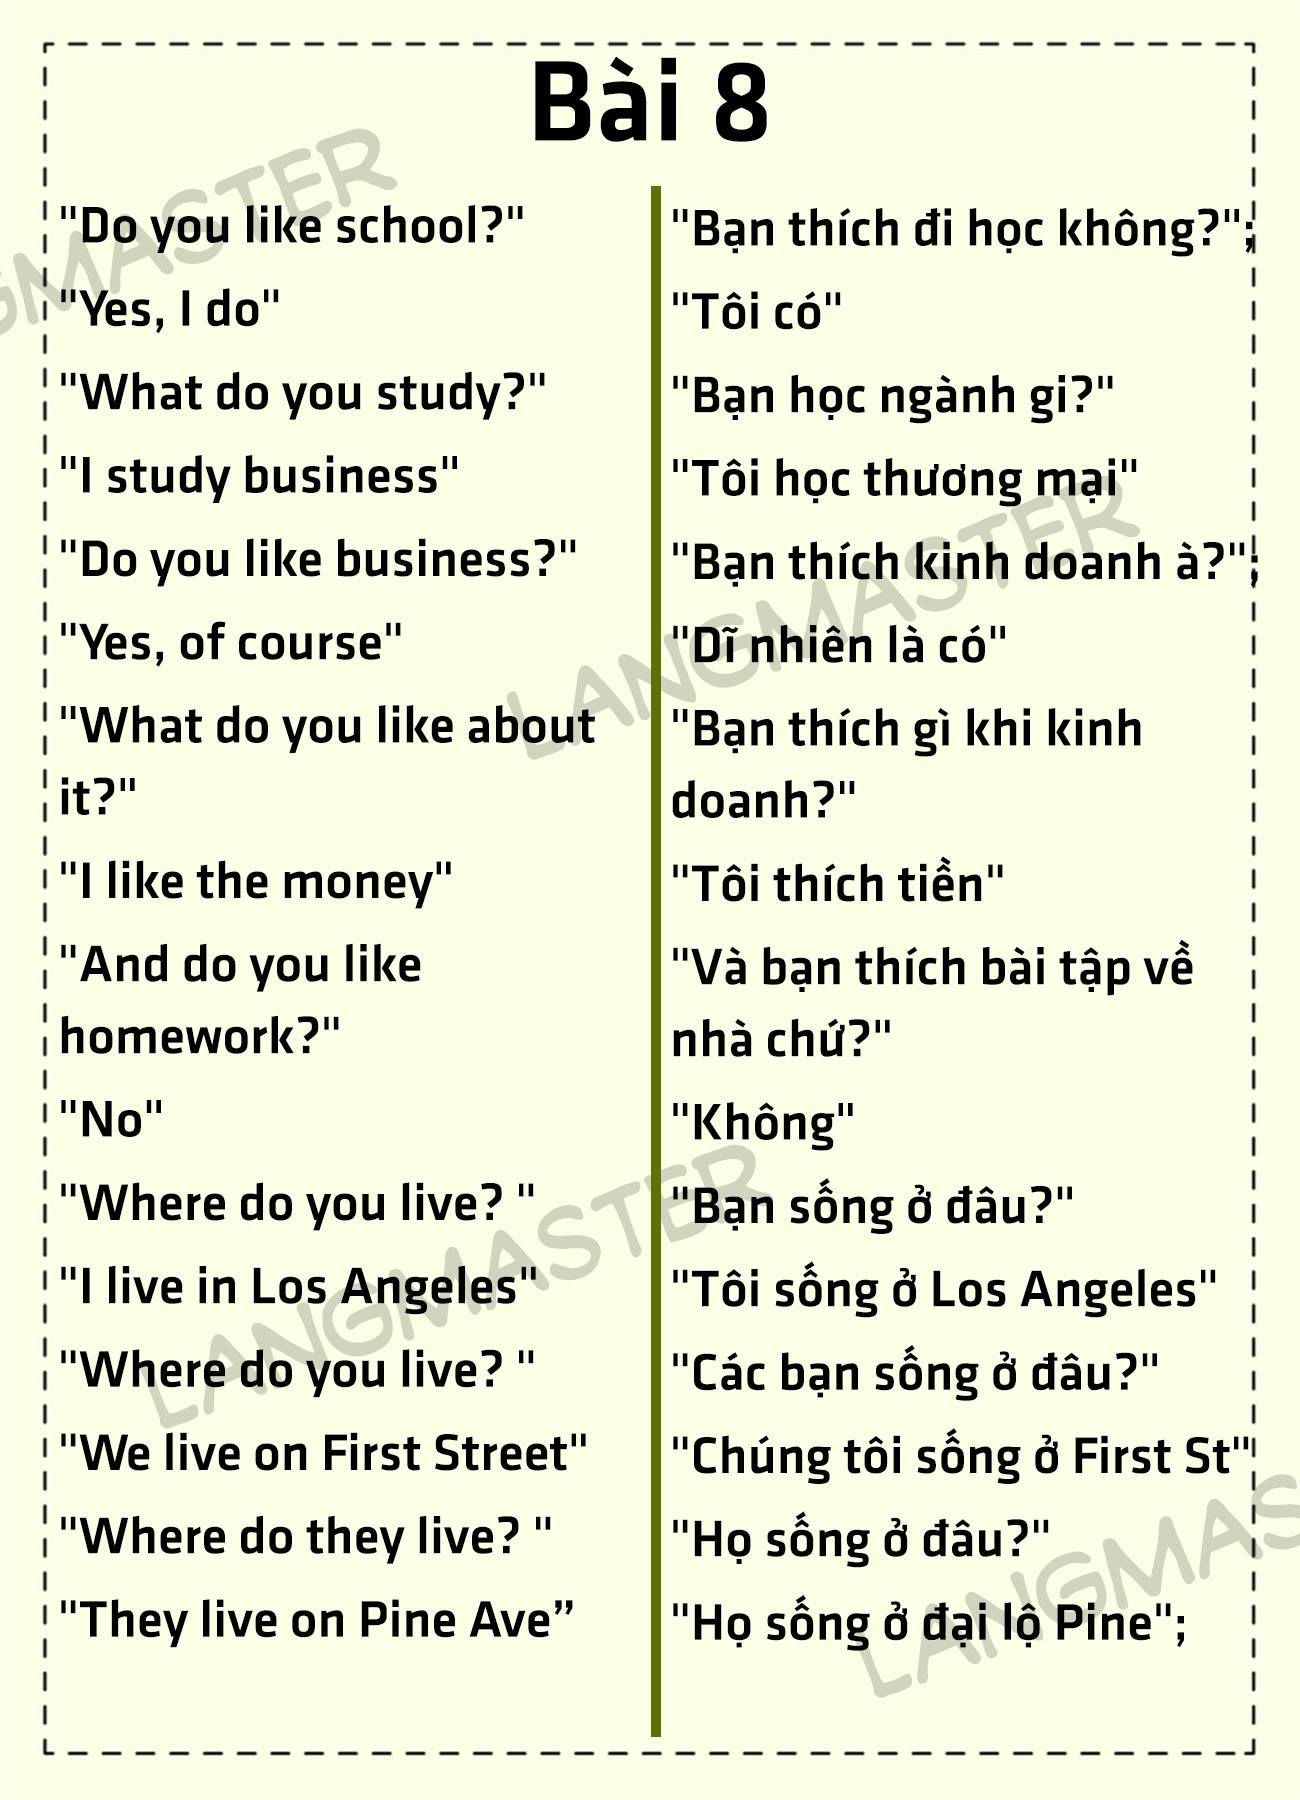 Bài 8
"Do you like school?"
"Yes, I do"
"What do you study?"
"I study business"
"Do you like business?"
"Yes, of course"
"What do you like about
it?"
"I like the money"
"And do you like
homework?"
"No"
"Where do you live? "
"I live in Los Angeles"
"Where do you live? "
"We live on First Street"
"Where do they live? "
"They live on Pine Ave”
"Bạn thích đi học không?";
"Tôi có"
"Bạn học ngành gi?"
"Tôi học thương mại"
"Bạn thích kinh doanh à?";
"Dĩ nhiên là có"
"Bạn thích gì khi kinh
doanh?"
"Tôi thích tiền"
"Và bạn thích bài tập về
nhà chứ?"
"Không"
"Bạn sống ở đâu?"
"Tôi sống ở Los Angeles"
"Các bạn sống ở đâu?"
"Chúng tôi sống ở First St"
"Họ sống ở đâu?"
"Họ sống ở đại lộ Pine";
GMASTER
LANGMASTER
LANGMASTER
LANGMAS